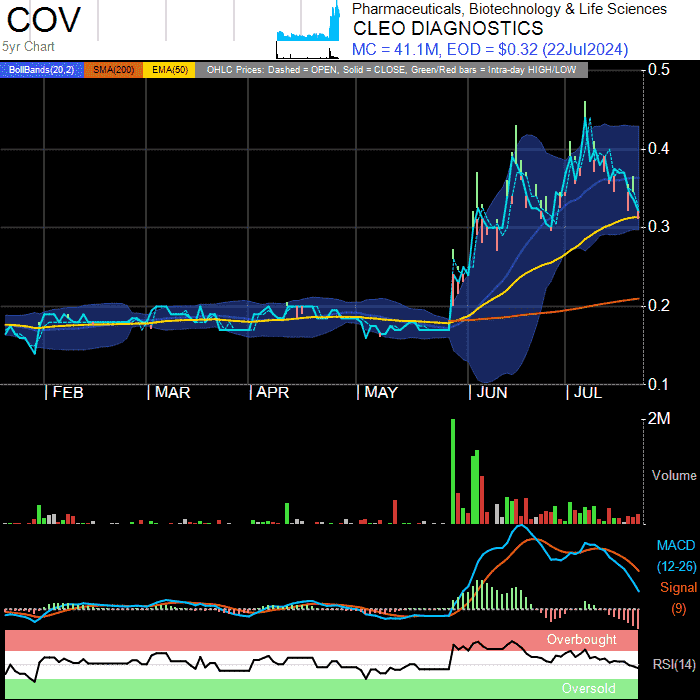 COV
Pharmaceuticals, Biotechnology & Life Sciences
CLEO DIAGNOSTICS
5yr Chart
MC = 41.1M, EOD = $0.32 (22Jul2024)
BollBands(20,2) SMA(200) EMA(50) OHLC Prices: Dashed = OPEN, Solid = CLOSE, Green/Red bars = Intra-day HIGH/LOW
0.5
0.4
0.3
0.2
0.1
FEB MAR APR MAY JUN JUL
2M
Volume
MACD
(12-26)
Signal
(9)
Overbought
RSI(14)
Oversold